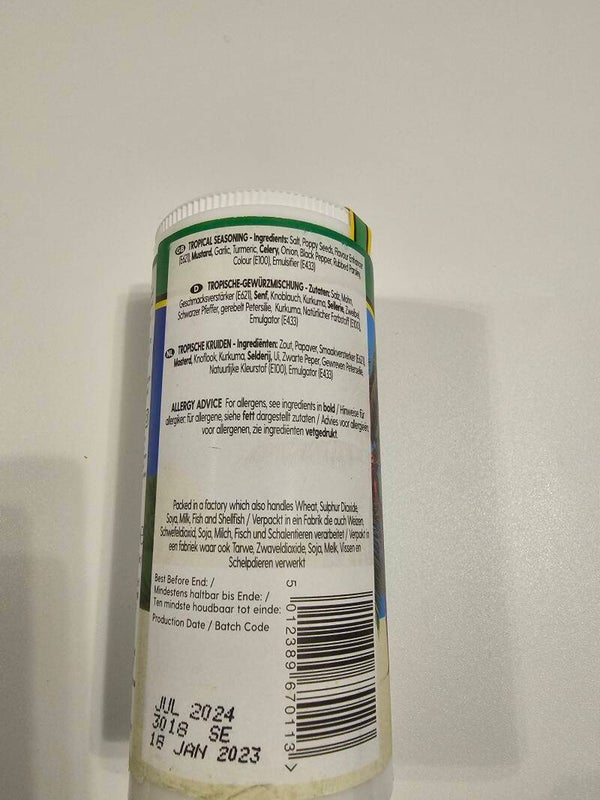 GB TROPICAL SEASONING - Ingredients: Salt, Poppy Seeds, Flavour Enhancer
(E621), Mustard, Garlic, Turmeric, Celery, Onion, Black Pepper, Rubbed Parsley,
Colour (E100), Emulsifier (E433)
D TROPISCHE-GEWÜRZMISCHUNG - Zutaten: Salz, Mohn,
Geschmacksverstärker (E621), Senf, Knoblauch, Kurkuma, Sellerie, Zwiebel,
Schwarzer Pfeffer, gerebelt Petersilie, Kurkuma, Natürlicher Farbstoff (E100),
Emulgator (E433)
NL TROPISCHE KRUIDEN - Ingrediënten: Zout, Papaver, Smaakversterker (E621),
Mosterd, Knoflook, Kurkuma, Selderij, Ui, Zwarte Peper, Gewreven Peterselie,
Natuurlijke Kleurstof (E100), Emulgator (E433)
ALLERGY ADVICE For allergens, see ingredients in bold / Hinweise für
allergiker: für allergene, siehe fett dargestellt zutaten / Advies voor allergieën
voor allergenen, zie ingrediënten vetgedrukt.
Packed in a factory which also handles Wheat, Sulphur Dioxide,
Soya, Milk, Fish and Shellfish / Verpackt in ein Fabrik die auch Weizen,
Schwefeldioxid, Soja, Milch, Fisch und Schalentieren verarbeitet / Verpakt in
een fabriek waar ook Tarwe, Zwaveldioxide, Soja, Melk, Vissen en
Schelpdieren verwerkt
Best Before End: /
Mindestens haltbar bis Ende: /
Ten minste houdbaar tot einde:
Production Date / Batch Code
5 012389 670113 >
JUL 2024
3018 SE
18 JAN 2023